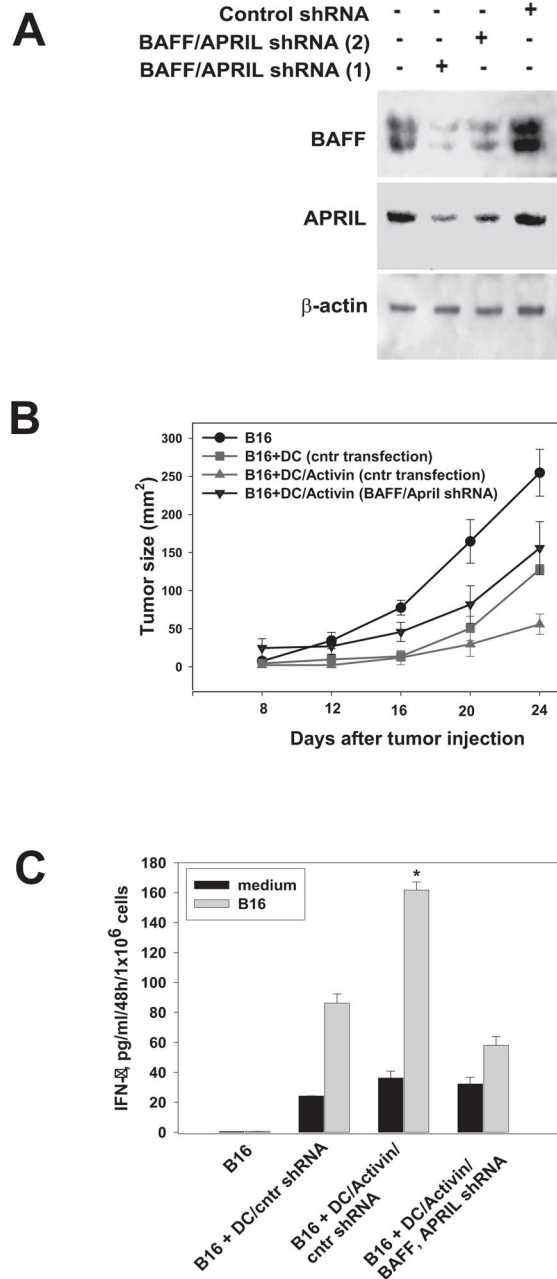 A
Control shRNA - - - +
BAFF/APRIL shRNA (2) - - + -
BAFF/APRIL shRNA (1) - + - -
BAFF
APRIL
β-actin
B
Tumor size (mm²)
300
250
200
150
100
50
0
B16
B16+DC (cntr transfection)
B16+DC/Activin (cntr transfection)
B16+DC/Activin (BAFF/April shRNA)
8 12 16 20 24
Days after tumor injection
C
IFN-☒, pg/ml/48h/1x10⁶ cells
180
160
140
120
100
80
60
40
20
0
medium
B16
*
B16
B16 + DC/cntr shRNA
B16 + DC/Activin/
cntr shRNA
B16 + DC/Activin/
BAFF, APRIL shRNA